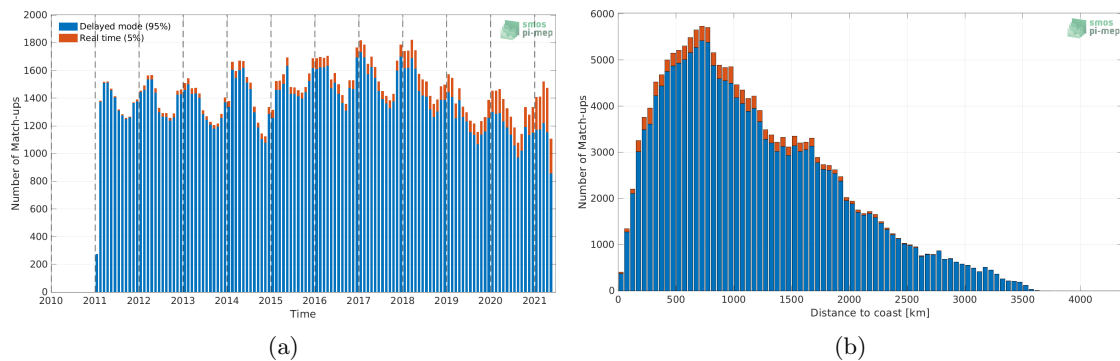 Delayed mode (95%)
Real time (5%)
smos
pi-mep
Number of Match-ups
2000
1800
1600
1400
1200
1000
800
600
400
200
0
2010 2011 2012 2013 2014 2015 2016 2017 2018 2019 2020 2021
Time
(a)
smos
pi-mep
Number of Match-ups
6000
5000
4000
3000
2000
1000
0
0 500 1000 1500 2000 2500 3000 3500 4000
Distance to coast [km]
(b)